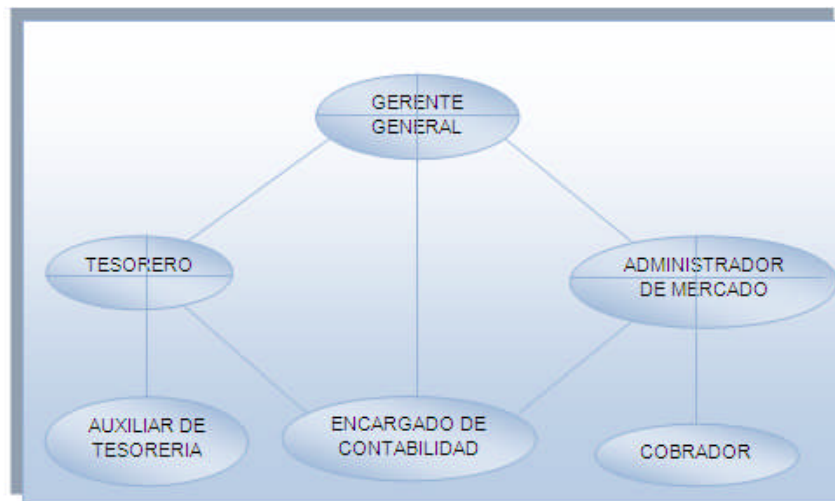 GERENTE
GENERAL
TESORERO
ADMINISTRADOR
DE MERCADO
AUXILIAR DE
TESORERIA
ENCARGADO DE
CONTABILIDAD
COBRADOR